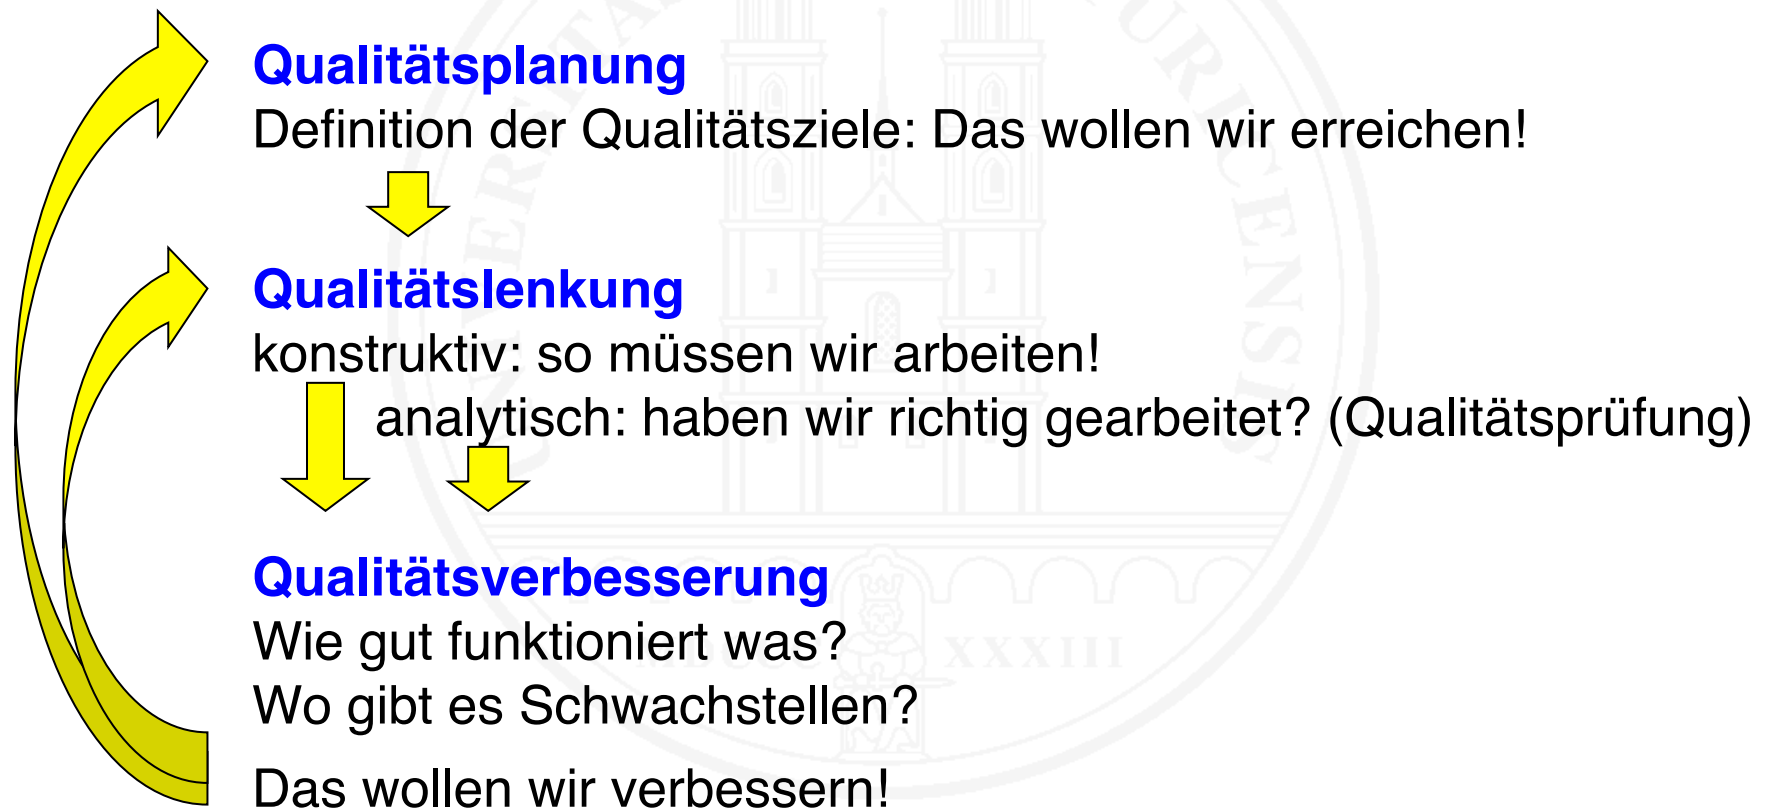 Qualitätsplanung
Definition der Qualitätsziele: Das wollen wir erreichen!
Qualitätslenkung
konstruktiv: so müssen wir arbeiten!
analytisch: haben wir richtig gearbeitet? (Qualitätsprüfung)
Qualitätsverbesserung
Wie gut funktioniert was?
Wo gibt es Schwachstellen?
Das wollen wir verbessern!
XXXIII